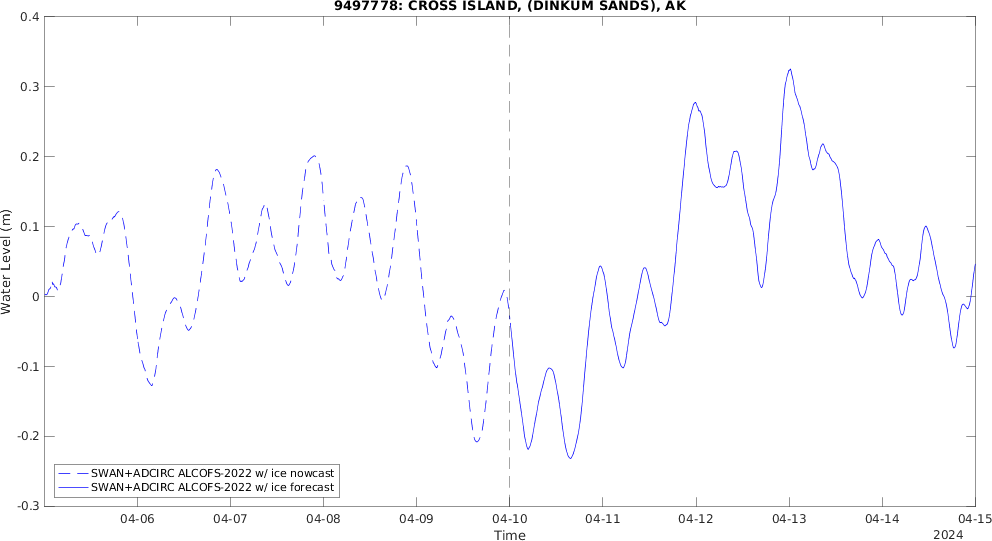 9497778: CROSS ISLAND, (DINKUM SANDS), AK
0.4
0.3
0.2
0.1
0
-0.1
-0.2
-0.3
Water Level (m)
SWAN+ADCIRC ALCOFS-2022 w/ ice nowcast
SWAN+ADCIRC ALCOFS-2022 w/ ice forecast
04-06 04-07 04-08 04-09 04-10 04-11 04-12 04-13 04-14 04-15
Time
2024